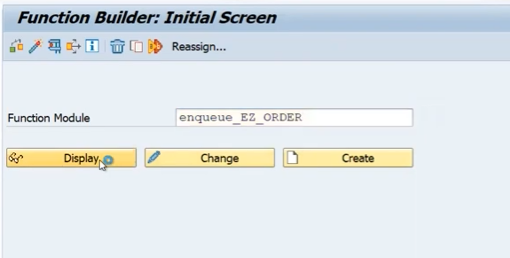 Function Builder: Initial Screen
Reassign...
Function Module
enqueue_EZ_ORDER
Display
Change
Create